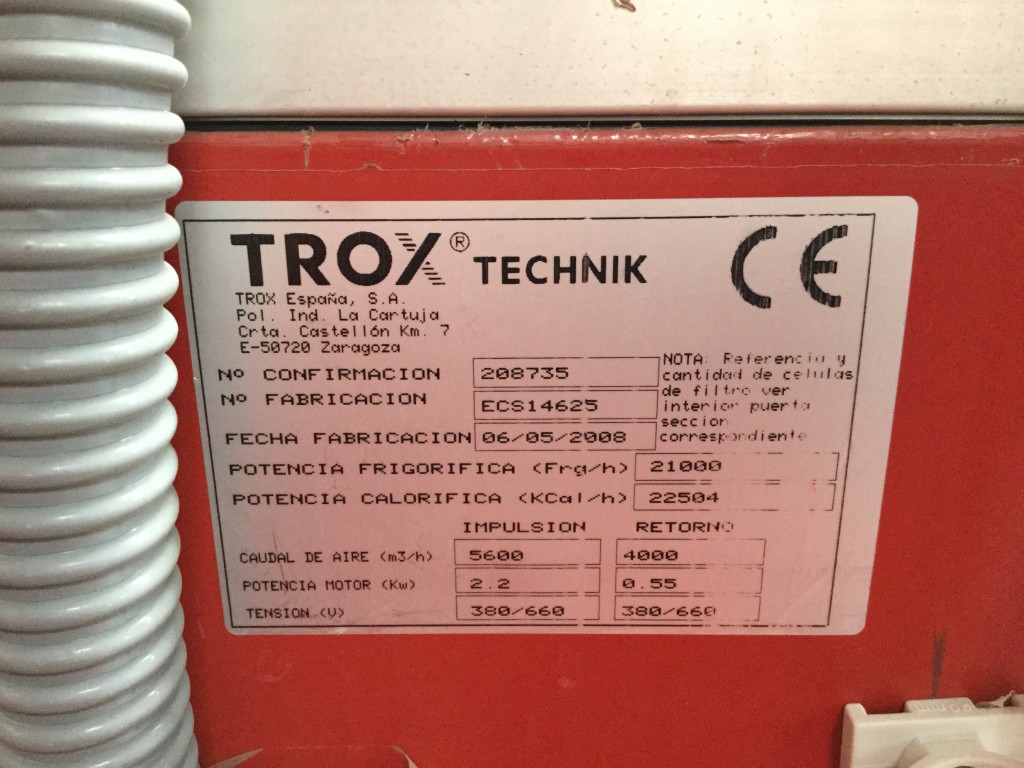 TROX® TECHNIK CE
TROX España, S.A.
Pol. Ind. La Cartuja
Crta. Castellón Km. 7
E-50720 Zaragoza
Nº CONFIRMACION 208735
Nº FABRICACION ECS14625
FECHA FABRICACION 06/05/2008
NOTA: Referencia y
cantidad de celulas
de filtro ver
interior puerta
seccion
correspondiente
POTENCIA FRIGORIFICA (Frg/h) 21000
POTENCIA CALORIFICA (KCal/h) 22504
IMPULSION RETORNO
CAUDAL DE AIRE (m3/h) 5600 4000
POTENCIA MOTOR (Kw) 2.2 0.55
TENSION (V) 380/660 380/660